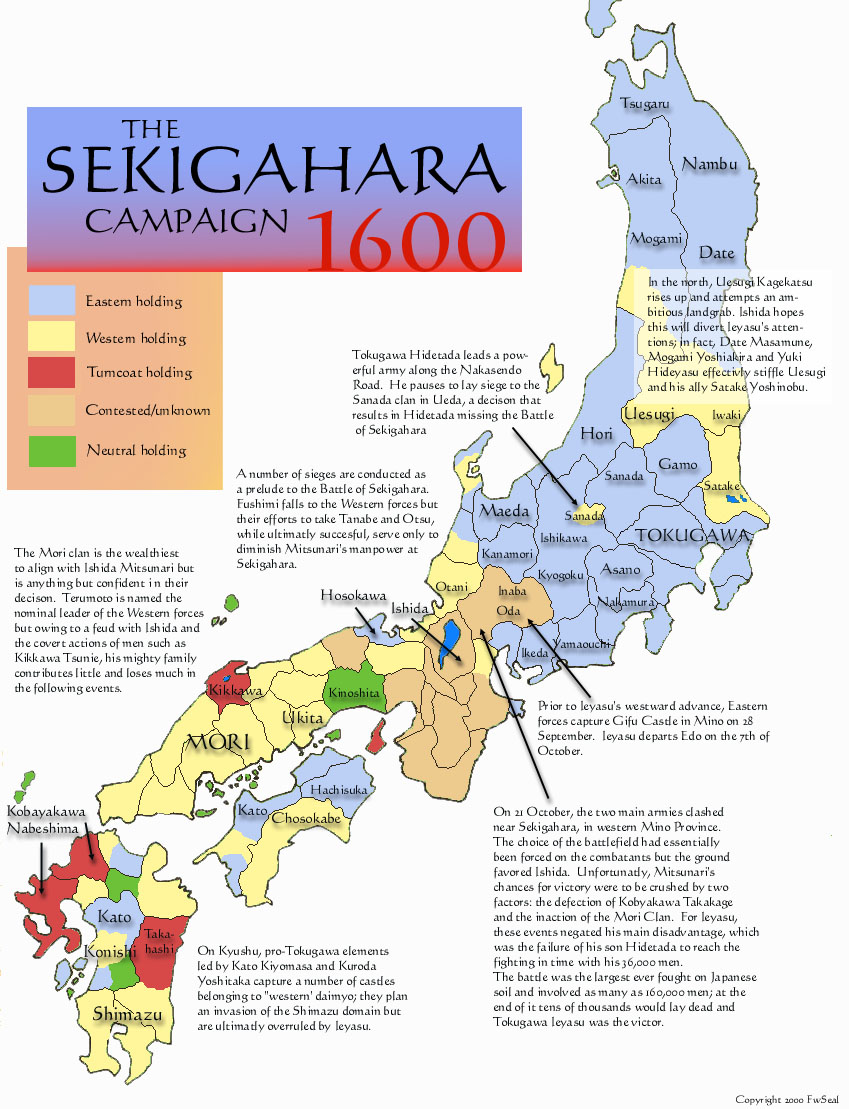 THE
SEKIGAHARA
CAMPAIGN 1600
Eastern holding
Western holding
Turncoat holding
Contested/unknown
Neutral holding
Tsugaru
Nambu
Akita
Mogami
Date
In the north, Uesugi Kagekatsu
rises up and attempts an am-
bitious landgrab. Ishida hopes
this will divert Ieyasu's atten-
tions; in fact, Date Masamune,
Mogami Yoshiakira and Yuki
Hideyasu effectivly stiffle Uesugi
and his ally Satake Yoshinobu.
Tokugawa Hidetada leads a pow-
erful army along the Nakasendo
Road. He pauses to lay siege to the
Sanada clan in Ueda, a decison that
results in Hidetada missing the Battle
of Sekigahara
Uesugi
Iwaki
Hori
Sanada
Gamo
Satake
A number of sieges are conducted as
a prelude to the Battle of Sekigahara.
Fushimi falls to the Western forces but
their efforts to take Tanabe and Otsu,
while ultimatly succesful, serve only to
diminish Mitsunari's manpower at
Sekigahara.
Maeda
Sanada
Ishikawa
TOKUGAWA
Kanamori
Kyogoku
Asano
Otani
Inaba
Oda
Nakamura
The Mori clan is the wealthiest
to align with Ishida Mitsunari but
is anything but confident in their
decison. Terumoto is named the
nominal leader of the Western forces
but owing to a feud with Ishida and
the covert actions of men such as
Kikkawa Tsunie, his mighty family
contributes little and loses much in
the following events.
Hosokawa
Ishida
Ikeda
Yamaouchi
Kikkawa
Kinoshita
Ukita
MORI
Prior to Ieyasu's westward advance, Eastern
forces capture Gifu Castle in Mino on 28
September. Ieyasu departs Edo on the 7th of
October.
Hachisuka
Kato
Chosokabe
Kobayakawa
Nabeshima
On 21 October, the two main armies clashed
near Sekigahara, in western Mino Province.
The choice of the battlefield had essentially
been forced on the combatants but the ground
favored Ishida. Unfortunatly, Mitsunari's
chances for victory were to be crushed by two
factors: the defection of Kobyakawa Takakage
and the inaction of the Mori Clan. For Ieyasu,
these events negated his main disadvantage, which
was the failure of his son Hidetada to reach the
fighting in time with his 36,000 men.
The battle was the largest ever fought on Japanese
soil and involved as many as 160,000 men; at the
end of it tens of thousands would lay dead and
Tokugawa Ieyasu was the victor.
Kato
Taka-
hashi
Konishi
Shimazu
On Kyushu, pro-Tokugawa elements
led by Kato Kiyomasa and Kuroda
Yoshitaka capture a number of castles
belonging to "western' daimyo; they plan
an invasion of the Shimazu domain but
are ultimatly overruled by Ieyasu.
Copyright 2000 FwSeal